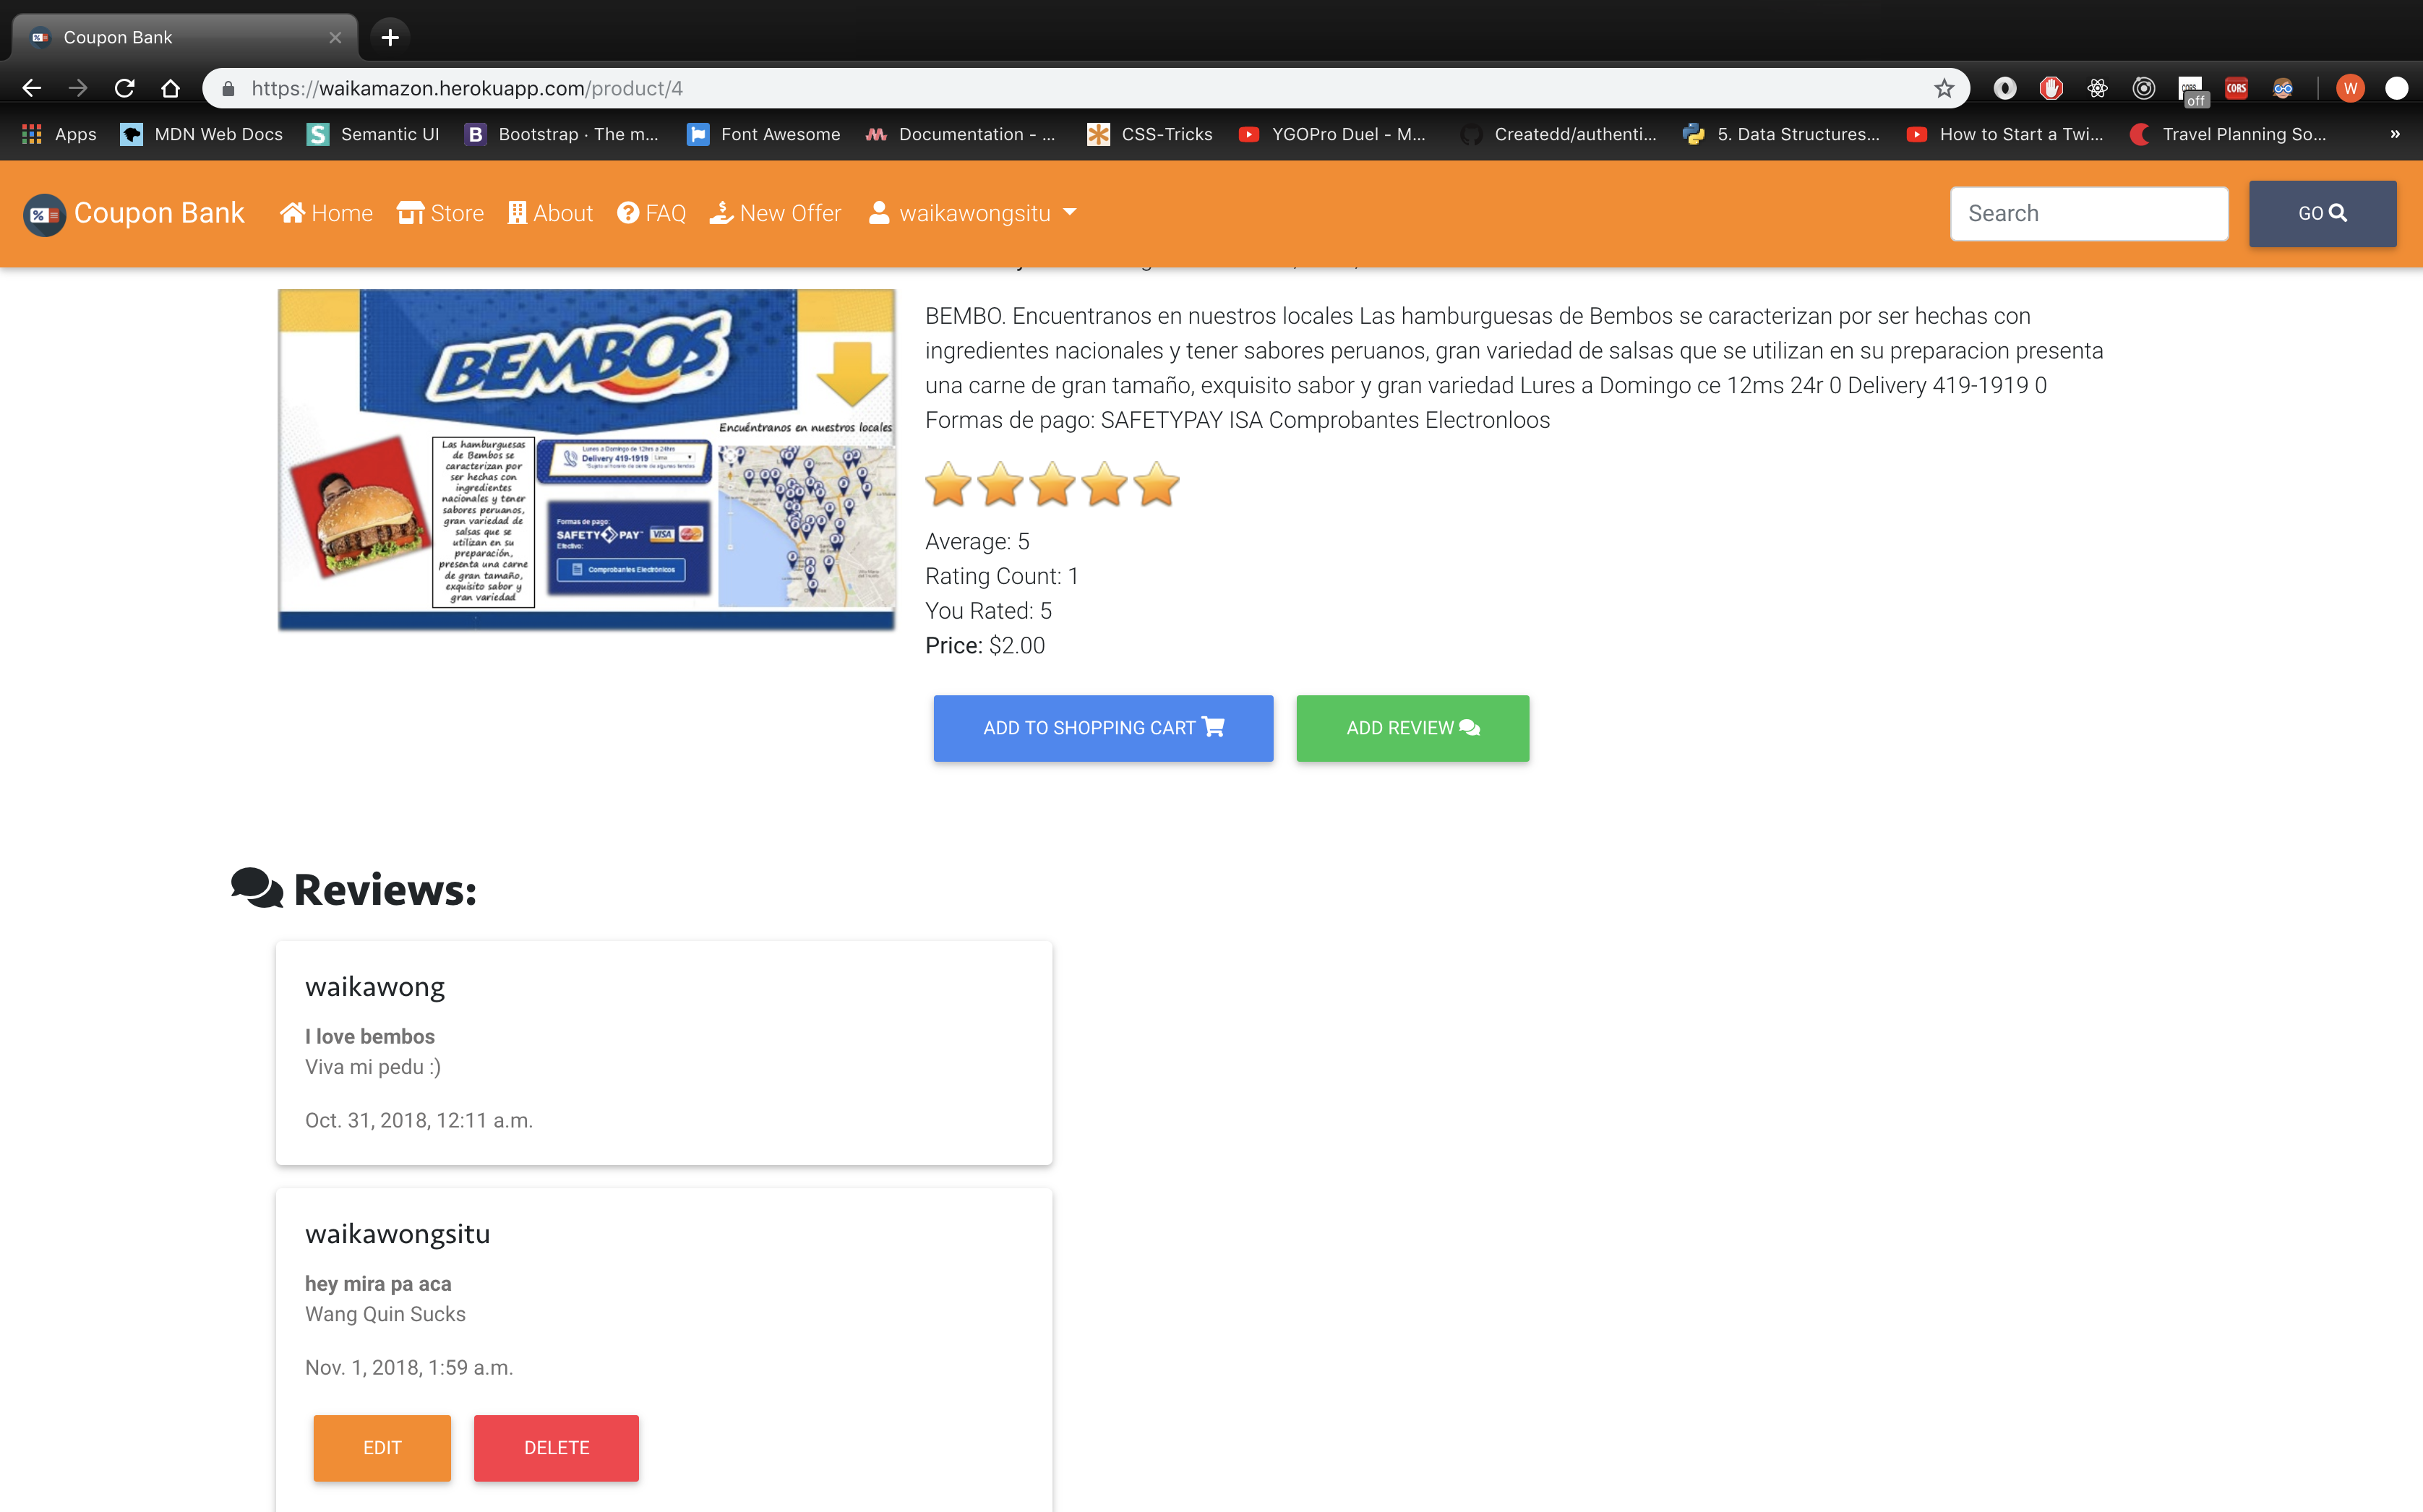 Coupon Bank
https://waikamazon.herokuapp.com/product/4
off
CORS
W
Apps
MDN Web Docs
Semantic UI
Bootstrap · The m...
Font Awesome
Documentation - ...
CSS-Tricks
YGOPro Duel - M...
Createdd/authenti...
5. Data Structures...
How to Start a Twi...
Travel Planning So...
»
Coupon Bank
Home
Store
About
FAQ
New Offer
waikawongsitu
Search
GO
BEMBOS
Encuéntranos en nuestros locales
Las hamburguesas
de Bembos se
caracterizan por
ser hechas con
ingredientes
nacionales y tener
sabores peruanos,
gran variedad de
salsas que se
utilizan en su
preparación,
presenta una carne
de gran tamaño,
exquisito sabor y
gran variedad
Lunes a Domingo de 12hrs a 24hrs
Delivery 419-1919 Lima
Formas de pago:
SAFETYPAY VISA
Efectivo:
Comprobantes Electrónicos
BEMBO. Encuentranos en nuestros locales Las hamburguesas de Bembos se caracterizan por ser hechas con
ingredientes nacionales y tener sabores peruanos, gran variedad de salsas que se utilizan en su preparacion presenta
una carne de gran tamaño, exquisito sabor y gran variedad Lures a Domingo ce 12ms 24r 0 Delivery 419-1919 0
Formas de pago: SAFETYPAY ISA Comprobantes Electronloos
Average: 5
Rating Count: 1
You Rated: 5
Price: $2.00
ADD TO SHOPPING CART
ADD REVIEW
Reviews:
waikawong
I love bembos
Viva mi pedu :)
Oct. 31, 2018, 12:11 a.m.
waikawongsitu
hey mira pa aca
Wang Quin Sucks
Nov. 1, 2018, 1:59 a.m.
EDIT
DELETE